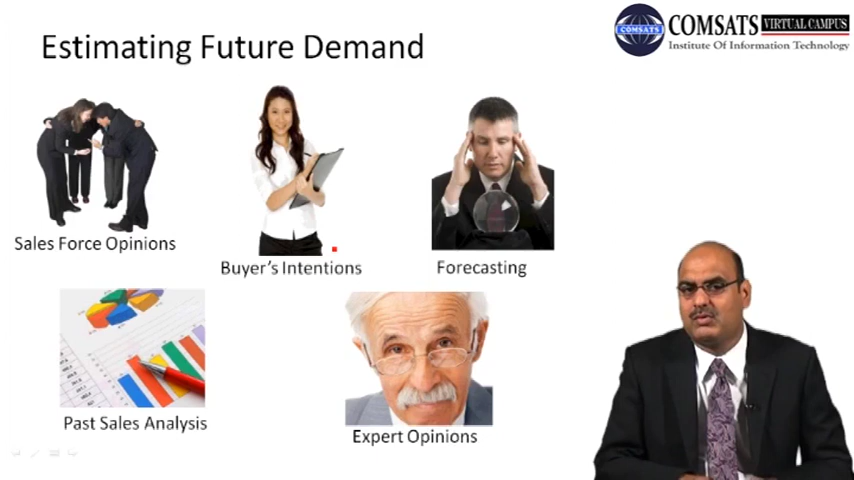 Estimating Future Demand
COMSATS VIRTUAL CAMPUS
Institute Of Information Technology
COMSATS
Sales Force Opinions
Buyer's Intentions
Forecasting
Past Sales Analysis
Expert Opinions